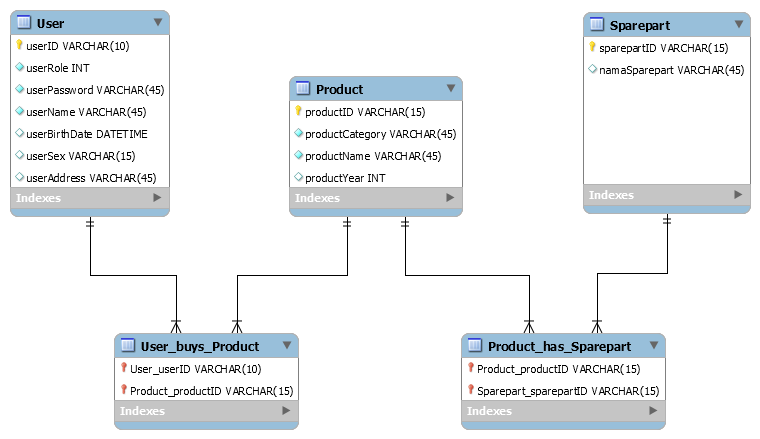 User
userID VARCHAR(10)
userRole INT
userPassword VARCHAR(45)
userName VARCHAR(45)
userBirthDate DATETIME
userSex VARCHAR(15)
userAddress VARCHAR(45)
Indexes
Product
productID VARCHAR(15)
productCategory VARCHAR(45)
productName VARCHAR(45)
productYear INT
Indexes
Sparepart
sparepartID VARCHAR(15)
namaSparepart VARCHAR(45)
Indexes
User_buys_Product
User_userID VARCHAR(10)
Product_productID VARCHAR(15)
Indexes
Product_has_Sparepart
Product_productID VARCHAR(15)
Sparepart_sparepartID VARCHAR(15)
Indexes